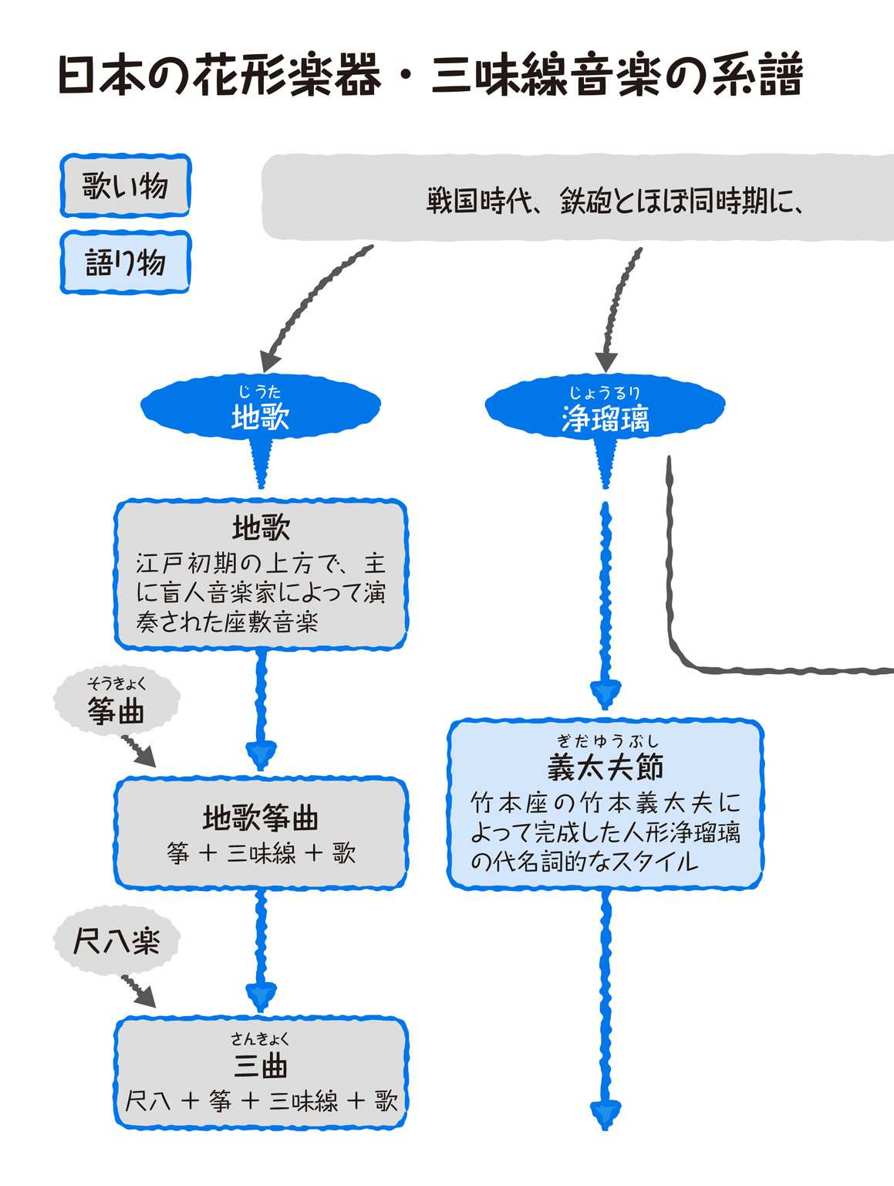 日本の花形楽器・三味線音楽の系譜
歌い物
語り物
戦国時代、鉄砲とほぼ同時期に、
じうた
地歌
じょうるり
浄瑠璃
地歌
江戸初期の上方で、主
に盲人音楽家によって演
奏された座敷音楽
そうきょく
箏曲
地歌箏曲
箏 + 三味線 + 歌
ぎだゆうぶし
義太夫節
竹本座の竹本義太夫に
よって完成した人形浄瑠璃
の代名詞的なスタイル
尺八楽
さんきょく
三曲
尺八 + 箏 + 三味線 + 歌